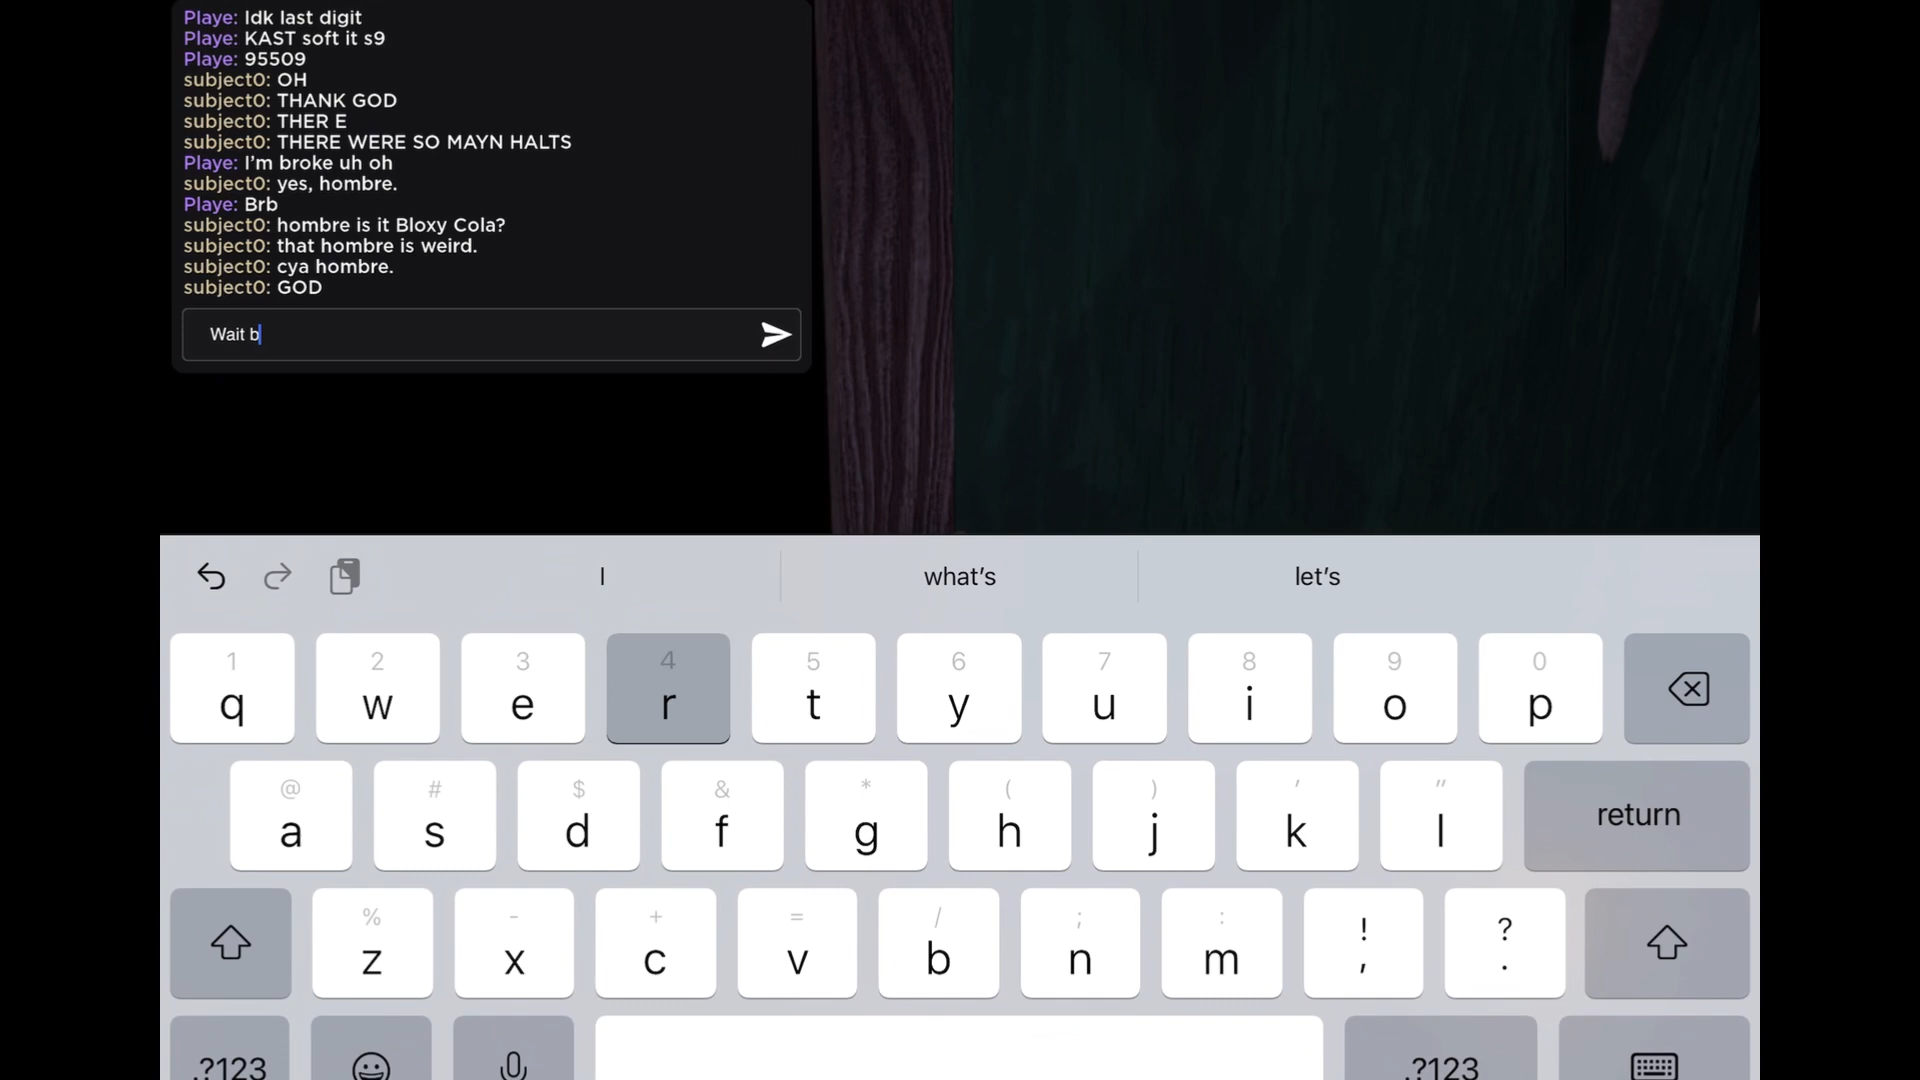 Playe: Idk last digit
Playe: KAST soft it s9
Playe: 95509
subject0: OH
subject0: THANK GOD
subject0: THER E
subject0: THERE WERE SO MAYN HALTS
Playe: I'm broke uh oh
subject0: yes, hombre.
Playe: Brb
subject0: hombre is it Bloxy Cola?
subject0: that hombre is weird.
subject0: cya hombre.
subject0: GOD
Wait b
I what's let's
1 2 3 4 5 6 7 8 9 0
q w e r t y u i o p
@ # $ & * ( ) ' "
a s d f g h j k l return
% - + = / ; : ! ?
z x c v b n m , .
.?123 .?123